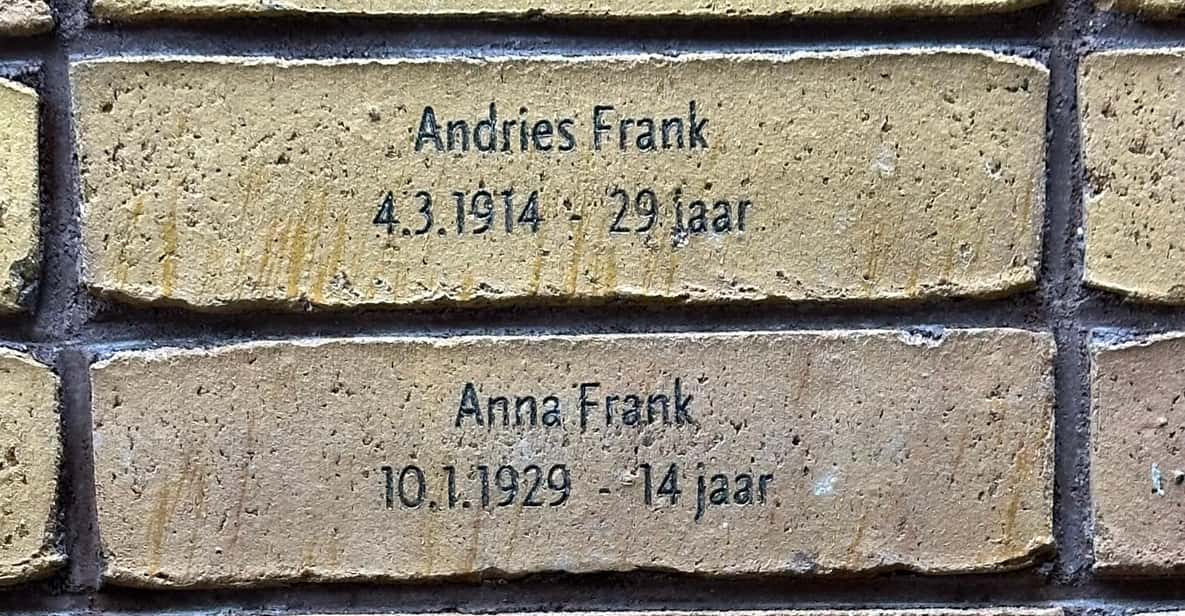 Andries Frank
4.3.1914 - 29 jaar
Anna Frank
10.1.1929 - 14 jaar